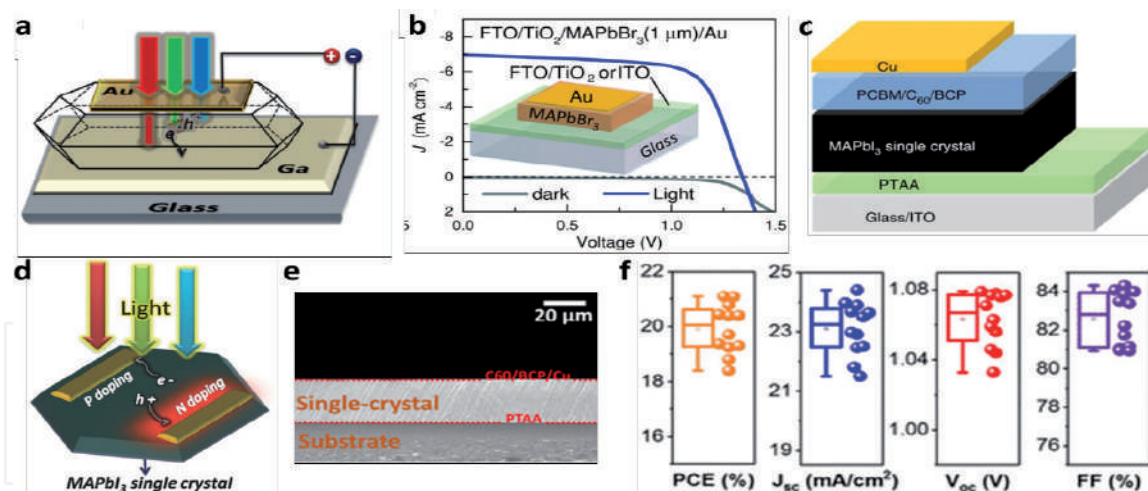 a
Au
h
e
Ga
Glass
b
FTO/TiO₂/MAPbBr₃(1 μm)/Au
FTO/TiO₂ or ITO
Au
MAPbBr₃
Glass
dark
Light
J (mA cm⁻²)
-8
-6
-4
-2
0
2
0.0
0.5
1.0
1.5
Voltage (V)
c
Cu
PCBM/C₆₀/BCP
MAPbI₃ single crystal
PTAA
Glass/ITO
d
Light
P doping
e-
h+
N doping
MAPbI₃ single crystal
e
20 μm
C60/BCP/Cu
Single-crystal
PTAA
Substrate
f
22
20
18
16
PCE (%)
25
23
21
19
Jsc (mA/cm²)
1.08
1.04
1.00
Voc (V)
84
82
80
78
76
FF (%)